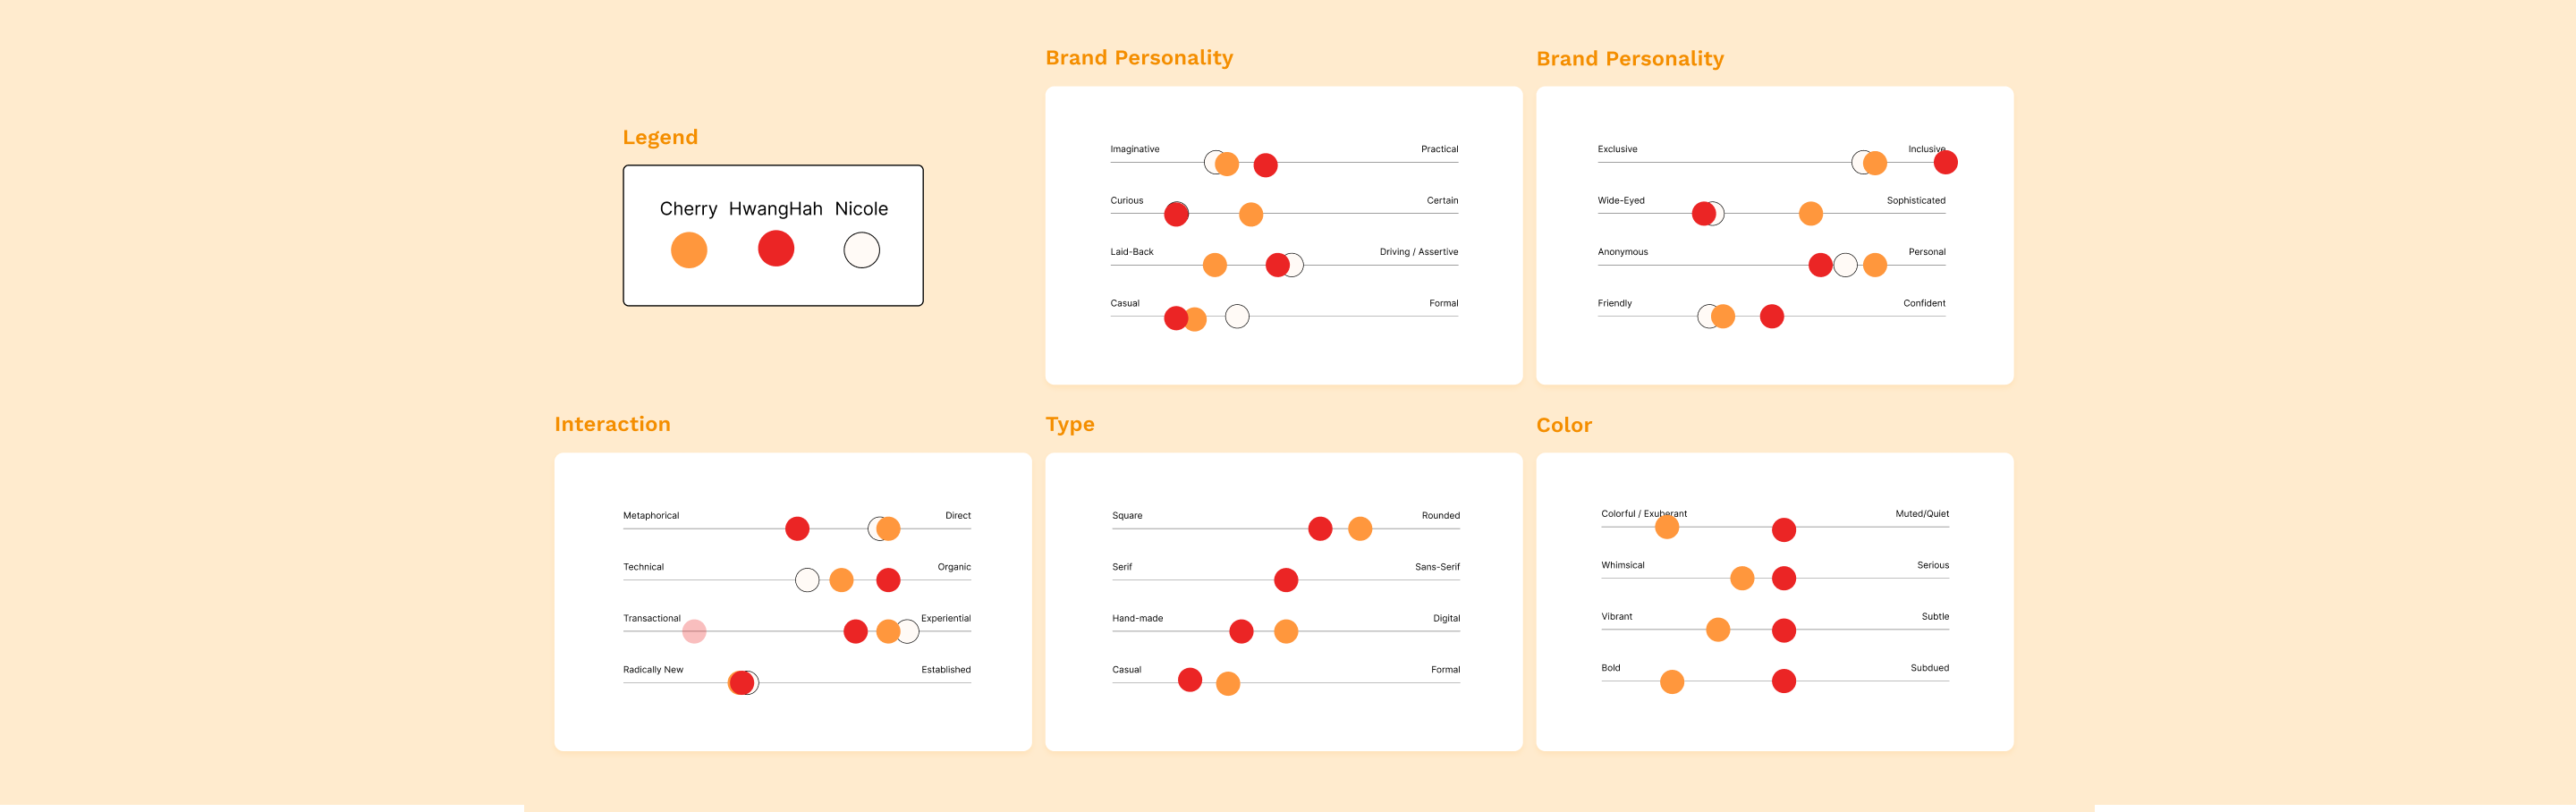 Legend
Cherry HwangHah Nicole
Brand Personality
Imaginative Practical
Curious Certain
Laid-Back Driving / Assertive
Casual Formal
Brand Personality
Exclusive Inclusive
Wide-Eyed Sophisticated
Anonymous Personal
Friendly Confident
Interaction
Metaphorical Direct
Technical Organic
Transactional Experiential
Radically New Established
Type
Square Rounded
Serif Sans-Serif
Hand-made Digital
Casual Formal
Color
Colorful / Exuberant Muted/Quiet
Whimsical Serious
Vibrant Subtle
Bold Subdued